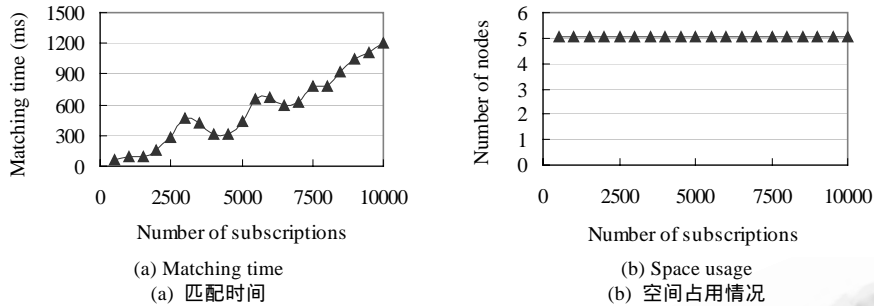 Matching time (ms)
1500
1200
900
600
300
0
0 2500 5000 7500 10000
Number of subscriptions
(a) Matching time
(a) 匹配时间
Number of nodes
6
5
4
3
2
1
0
0 2500 5000 7500 10000
Number of subscriptions
(b) Space usage
(b) 空间占用情况